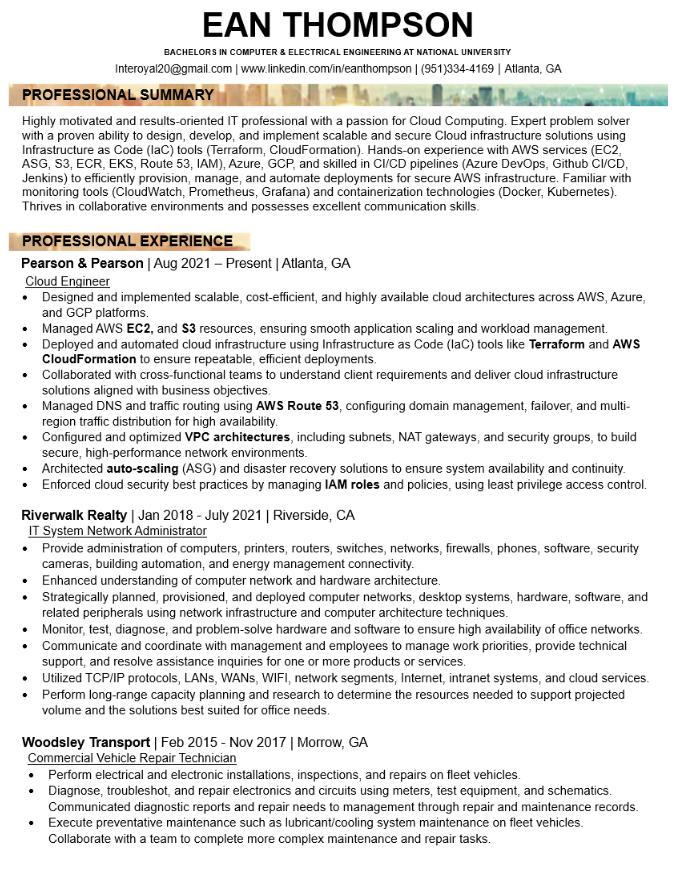 EAN THOMPSON
BACHELORS IN COMPUTER & ELECTRICAL ENGINEERING AT NATIONAL UNIVERSITY
Interoyal20@gmail.com | www.linkedin.com/in/eanthompson | (951)334-4169 | Atlanta, GA
PROFESSIONAL SUMMARY
Highly motivated and results-oriented IT professional with a passion for Cloud Computing. Expert problem solver
with a proven ability to design, develop, and implement scalable and secure Cloud infrastructure solutions using
Infrastructure as Code (IaC) tools (Terraform, CloudFormation). Hands-on experience with AWS services (EC2,
ASG, S3, ECR, EKS, Route 53, IAM), Azure, GCP, and skilled in CI/CD pipelines (Azure DevOps, Github CI/CD,
Jenkins) to efficiently provision, manage, and automate deployments for secure AWS infrastructure. Familiar with
monitoring tools (CloudWatch, Prometheus, Grafana) and containerization technologies (Docker, Kubernetes).
Thrives in collaborative environments and possesses excellent communication skills.
PROFESSIONAL EXPERIENCE
Pearson & Pearson | Aug 2021 – Present | Atlanta, GA
Cloud Engineer
• Designed and implemented scalable, cost-efficient, and highly available cloud architectures across AWS, Azure,
and GCP platforms.
• Managed AWS EC2, and S3 resources, ensuring smooth application scaling and workload management.
• Deployed and automated cloud infrastructure using Infrastructure as Code (IaC) tools like Terraform and AWS
CloudFormation to ensure repeatable, efficient deployments.
• Collaborated with cross-functional teams to understand client requirements and deliver cloud infrastructure
solutions aligned with business objectives.
• Managed DNS and traffic routing using AWS Route 53, configuring domain management, failover, and multi-
region traffic distribution for high availability.
• Configured and optimized VPC architectures, including subnets, NAT gateways, and security groups, to build
secure, high-performance network environments.
• Architected auto-scaling (ASG) and disaster recovery solutions to ensure system availability and continuity.
• Enforced cloud security best practices by managing IAM roles and policies, using least privilege access control.
Riverwalk Realty | Jan 2018 - July 2021 | Riverside, CA
IT System Network Administrator
• Provide administration of computers, printers, routers, switches, networks, firewalls, phones, software, security
cameras, building automation, and energy management connectivity.
• Enhanced understanding of computer network and hardware architecture.
• Strategically planned, provisioned, and deployed computer networks, desktop systems, hardware, software, and
related peripherals using network infrastructure and computer architecture techniques.
• Monitor, test, diagnose, and problem-solve hardware and software to ensure high availability of office networks.
• Communicate and coordinate with management and employees to manage work priorities, provide technical
support, and resolve assistance inquiries for one or more products or services.
• Utilized TCP/IP protocols, LANs, WANs, WIFI, network segments, Internet, intranet systems, and cloud services.
• Perform long-range capacity planning and research to determine the resources needed to support projected
volume and the solutions best suited for office needs.
Woodsley Transport | Feb 2015 - Nov 2017 | Morrow, GA
Commercial Vehicle Repair Technician
• Perform electrical and electronic installations, inspections, and repairs on fleet vehicles.
• Diagnose, troubleshot, and repair electronics and circuits using meters, test equipment, and schematics.
Communicated diagnostic reports and repair needs to management through repair and maintenance records.
• Execute preventative maintenance such as lubricant/cooling system maintenance on fleet vehicles.
Collaborate with a team to complete more complex maintenance and repair tasks.